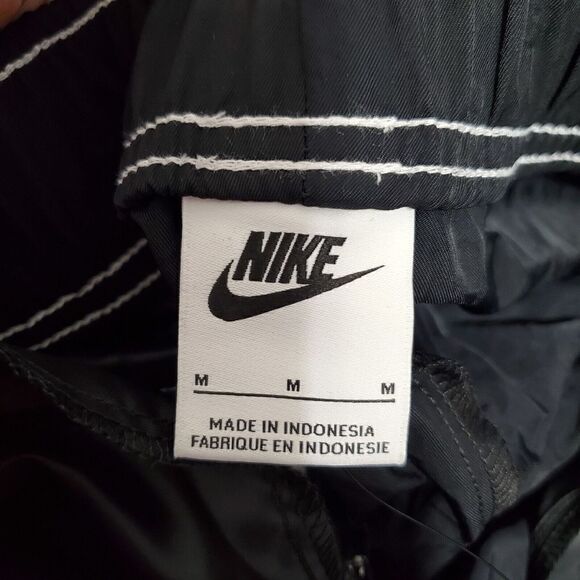 NIKE
M M M
MADE IN INDONESIA
FABRIQUE EN INDONESIE